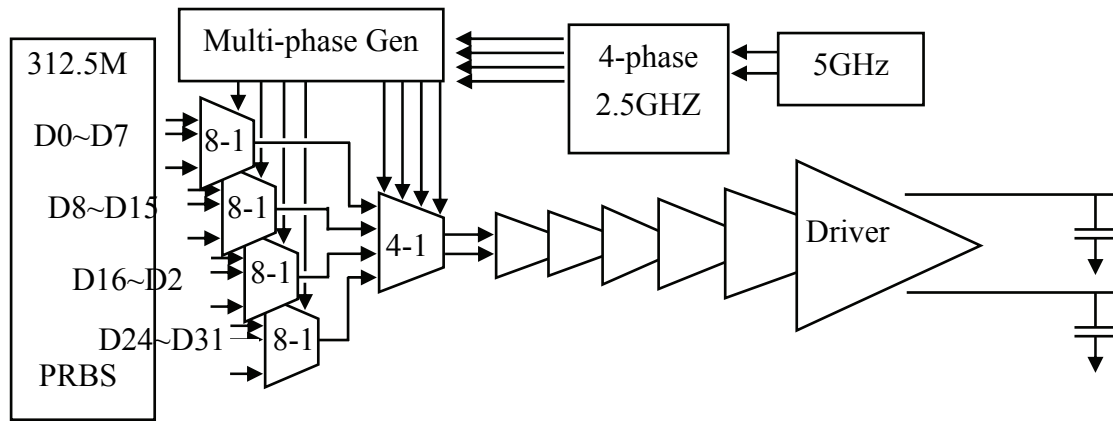 Multi-phase Gen
312.5M
4-phase
2.5GHZ
5GHz
D0~D7
8-1
D8~D15
8-1
D16~D2
8-1
D24~D31
8-1
4-1
Driver
PRBS